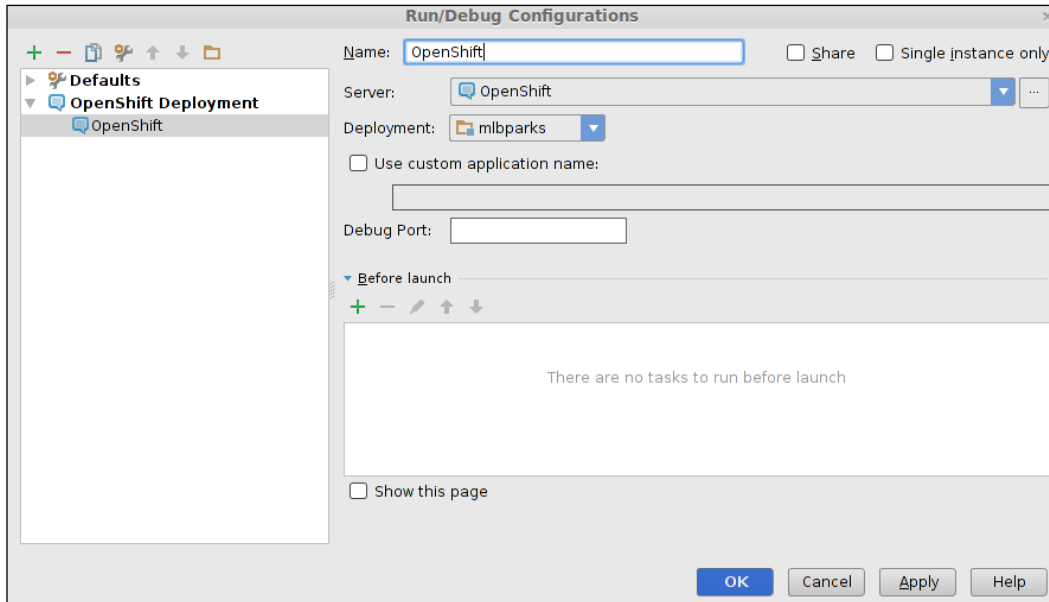 Run/Debug Configurations
Name: OpenShift Share Single instance only
Defaults
Server: OpenShift ...
OpenShift Deployment
OpenShift
Deployment: mlbparks
Use custom application name:
Debug Port:
Before launch
There are no tasks to run before launch
Show this page
OK Cancel Apply Help